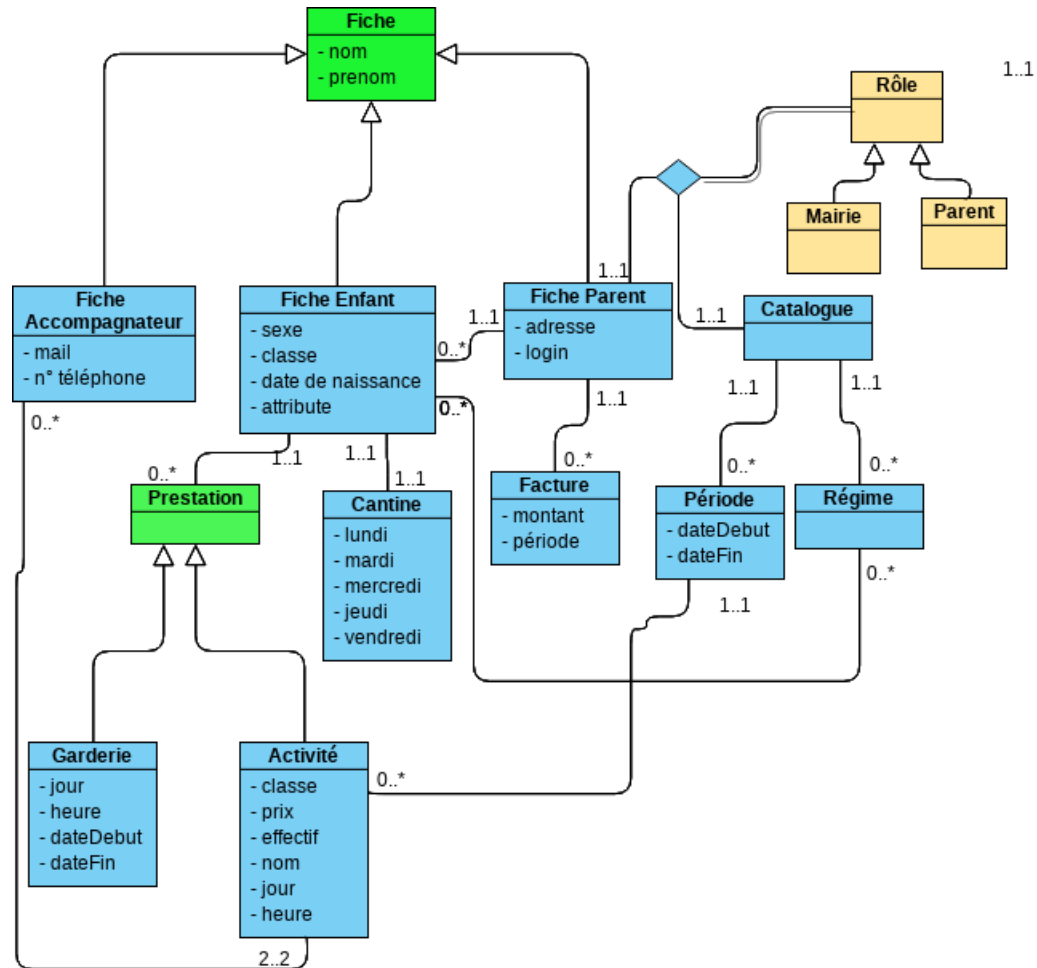 Fiche
- nom
- prenom
1..1
Rôle
Mairie
Parent
Fiche
Accompagnateur
- mail
- n° téléphone
0..*
Fiche Enfant
- sexe
- classe
- date de naissance
- attribute
1..1
0..*
1..1
Fiche Parent
- adresse
- login
1..1
Catalogue
0..*
1..1
1..1
1..1
0..*
1..1
1..1
1..1
0..*
0..*
0..*
Prestation
Cantine
- lundi
- mardi
- mercredi
- jeudi
- vendredi
Facture
- montant
- période
Période
- dateDebut
- dateFin
Régime
0..*
1..1
Garderie
- jour
- heure
- dateDebut
- dateFin
Activité
- classe
- prix
- effectif
- nom
- jour
- heure
0..*
2..2